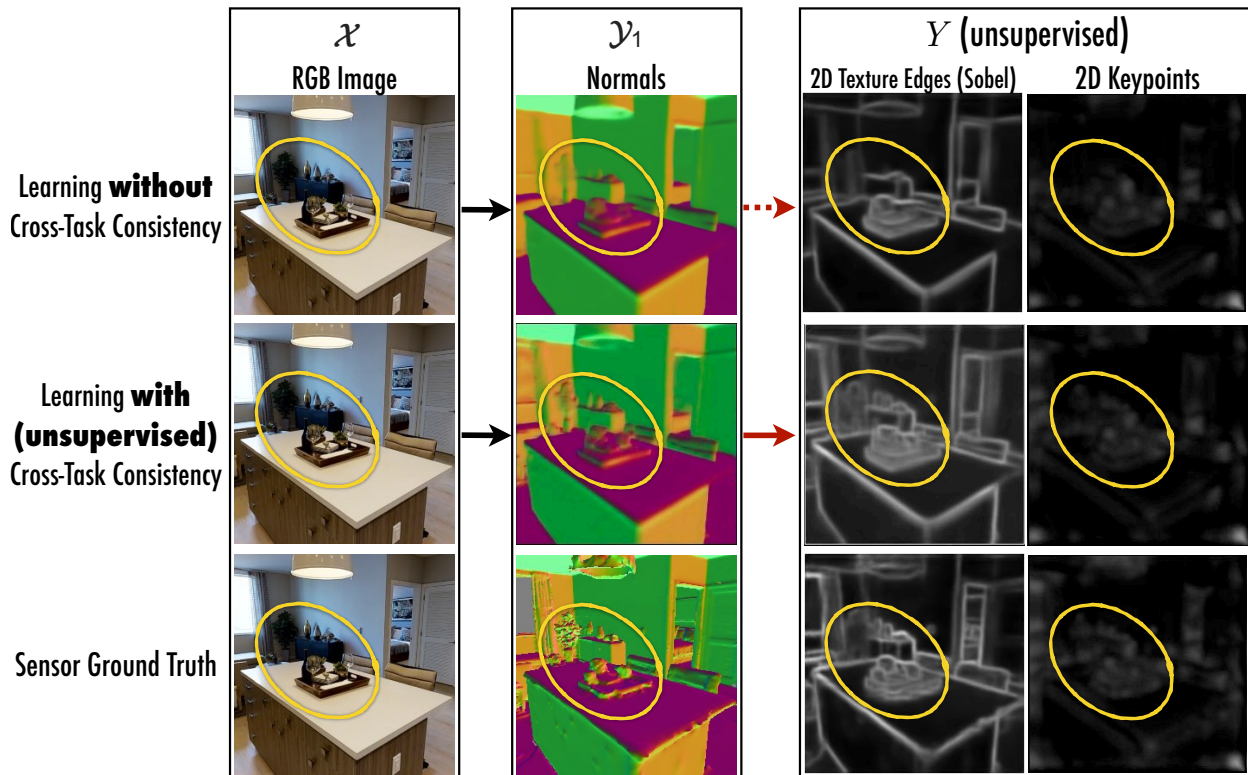 𝒳
RGB Image
𝒴₁
Normals
Y (unsupervised)
2D Texture Edges (Sobel)
2D Keypoints
Learning without
Cross-Task Consistency
Learning with
(unsupervised)
Cross-Task Consistency
Sensor Ground Truth